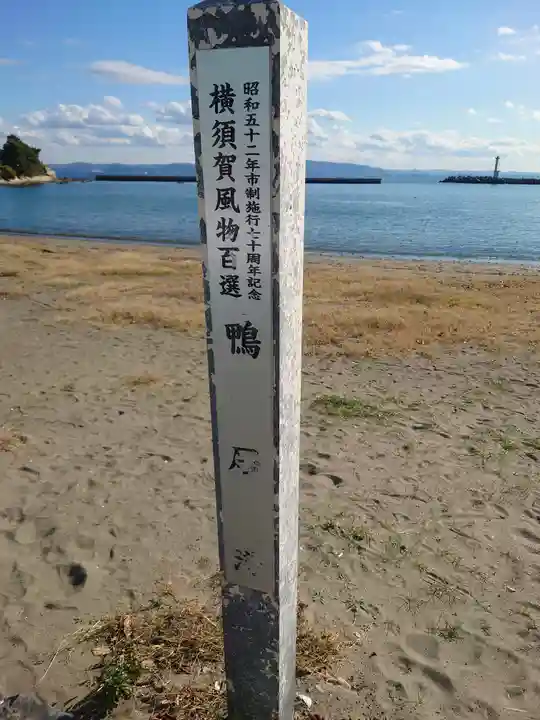 昭和五十二年市制施行七十周年記念
横須賀風物百選
鴨